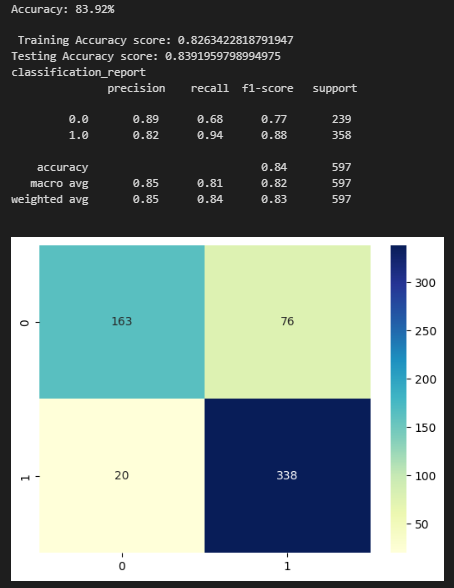 Accuracy: 83.92%
Training Accuracy score: 0.8263422818791947
Testing Accuracy score: 0.8391959798994975
classification_report
precision recall f1-score support
0.0 0.89 0.68 0.77 239
1.0 0.82 0.94 0.88 358
accuracy 0.84 597
macro avg 0.85 0.81 0.82 597
weighted avg 0.85 0.84 0.83 597
300
0 163 76
250
200
150
100
1 20 338
50
0 1